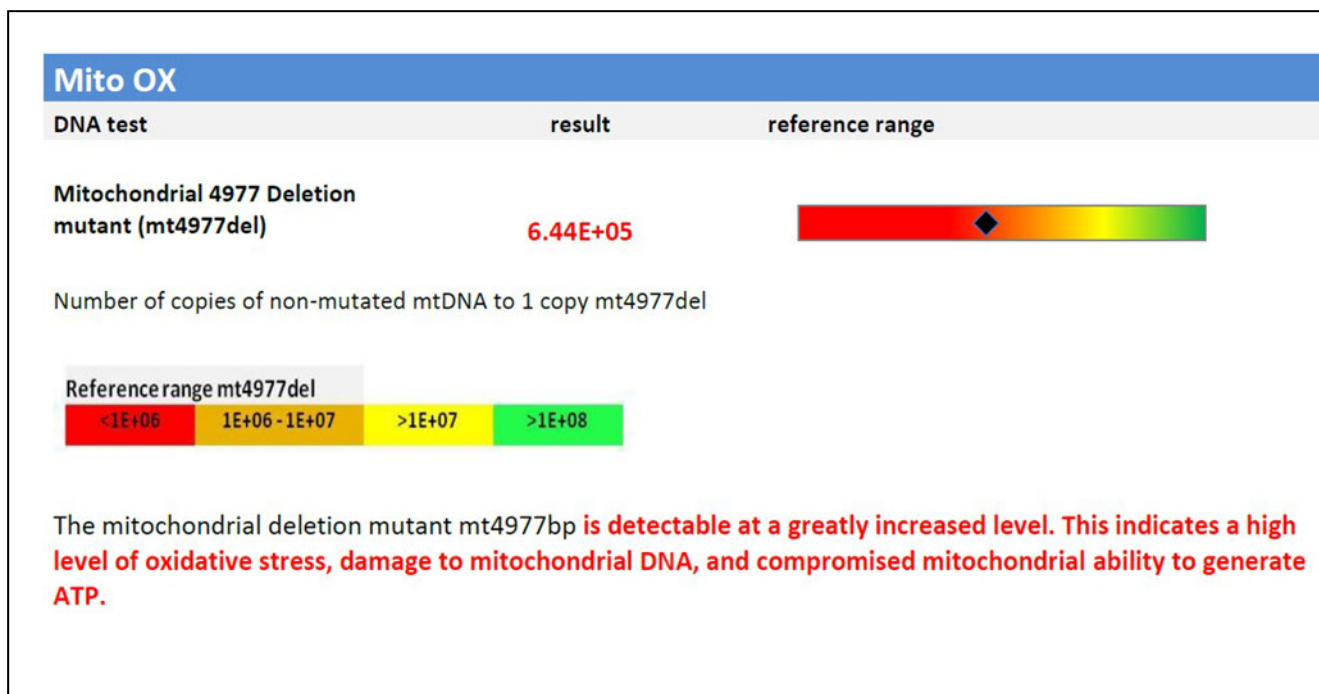 Mito OX
DNA test result reference range
Mitochondrial 4977 Deletion
mutant (mt4977del) 6.44E+05
Number of copies of non-mutated mtDNA to 1 copy mt4977del
Reference range mt4977del
<1E+06 1E+06 - 1E+07 >1E+07 >1E+08
The mitochondrial deletion mutant mt4977bp is detectable at a greatly increased level. This indicates a high
level of oxidative stress, damage to mitochondrial DNA, and compromised mitochondrial ability to generate
ATP.